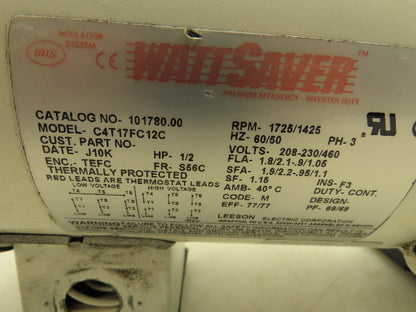 INSULATION
SYSTEM
IRIS
WATTSAVER
TM
PREMIUM EFFICIENCY - INVERTER DUTY
CATALOG NO- 101780.00
MODEL- C4T17FC12C
CUST. PART NO-
DATE- J10K HP- 1/2
ENC- TEFC FR- S56C
THERMALLY PROTECTED
RED LEADS ARE THERMOSTAT LEADS
LOW VOLTAGE HIGH VOLTAGE
RPM- 1725/1425
HZ- 60/50 PH- 3
VOLTS- 208-230/460
FLA- 1.8/2.1-.9/1.05
SFA- 1.9/2.2-.95/1.1
SF- 1.15 INS- F3
AMB- 40°C DUTY- CONT.
CODE- M DESIGN-
EFF- 77/77 PF- 69/69
LEESON ELECTRIC CORPORATION